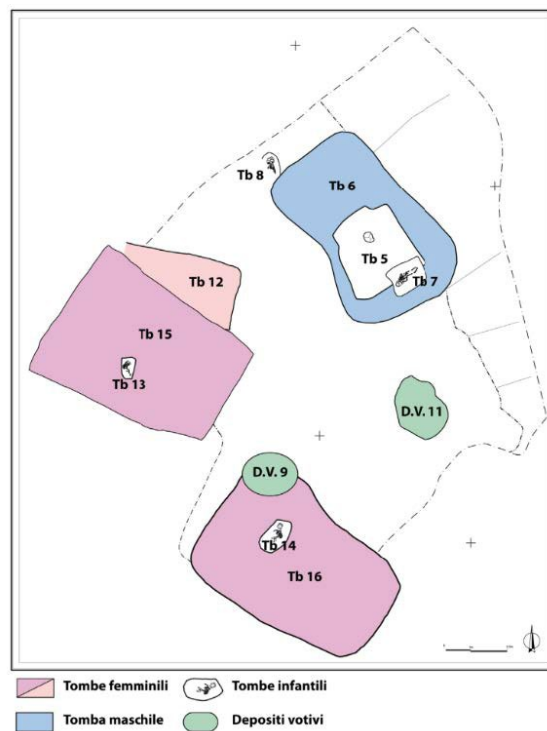 Tb 8
Tb 6
Tb 5
Tb 7
Tb 12
Tb 15
Tb 13
D.V. 11
D.V. 9
Tb 14
Tb 16
Tombe femminili
Tombe infantili
Tomba maschile
Depositi votivi